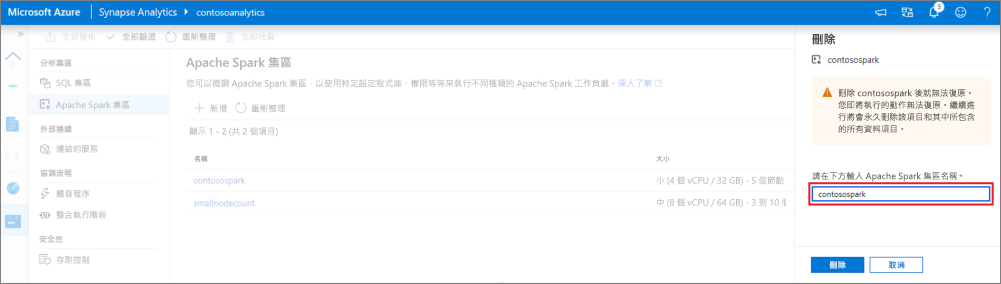 Microsoft Azure
Synapse Analytics
contosoanalytics
5
全部發佈
全部驗證
重新整理
全部捨棄
分析集區
SQL 集區
Apache Spark 集區
外部連線
連結的服務
協調流程
觸發程序
整合執行階段
安全性
存取控制
Apache Spark 集區
您可以微調 Apache Spark 集區,以使用特定設定程式庫、權限等等來執行不同種類的 Apache Spark 工作負載。深入了解
新增
重新整理
顯示 1 - 2 (共 2 個項目)
名稱
大小
contosospark
小 (4 個 vCPU / 32 GB) - 5 個節點
smallnodecount
中 (8 個 vCPU / 64 GB) - 3 到 10 個
刪除
contosospark
刪除 contosospark 後就無法復原。
您即將執行的動作無法復原。繼續
進行將會永久刪除該項目和其中所包含
的所有資料項目。
請在下方輸入 Apache Spark 集區名稱 *
contosospark
刪除
取消